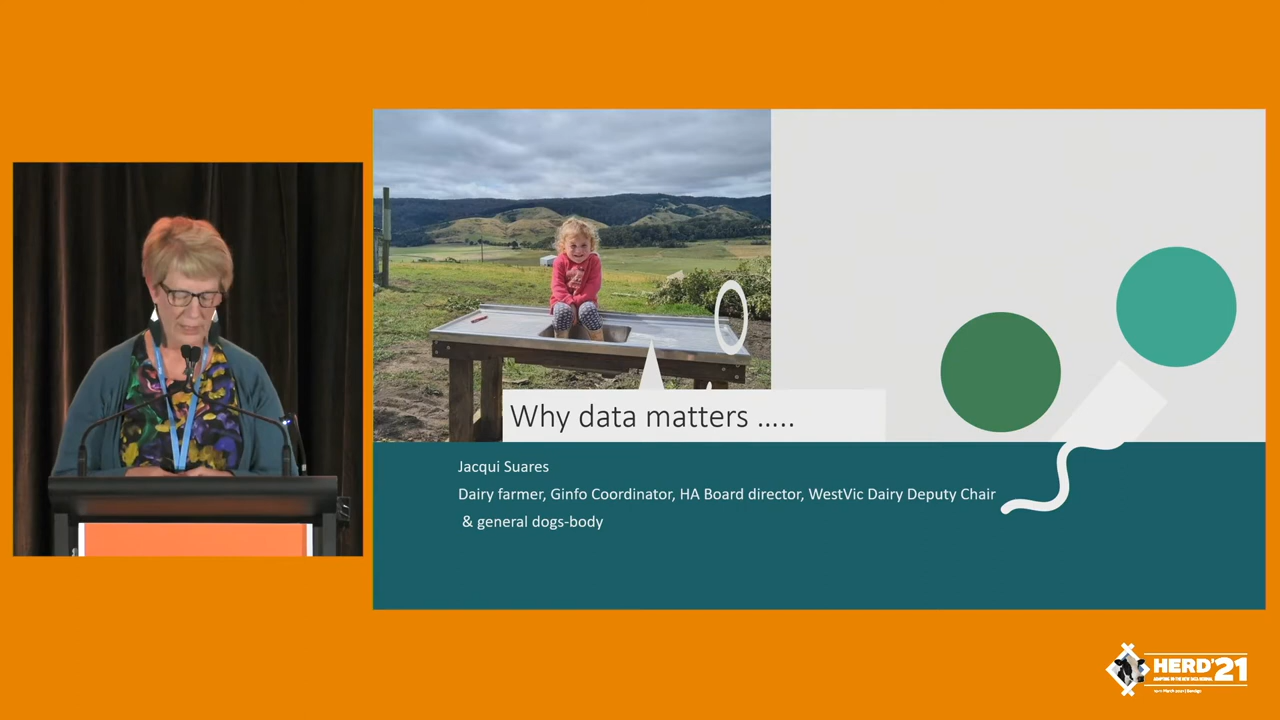 Why data matters .....
Jacqui Suares
Dairy farmer, Ginfo Coordinator, HA Board director, WestVic Dairy Deputy Chair
& general dogs-body
HERD'21